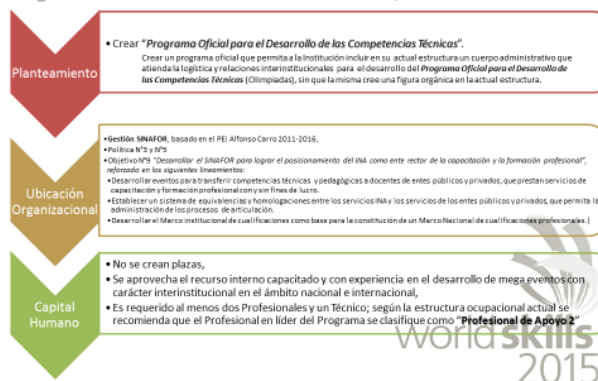 Planteamiento
• Crear “Programa Oficial para el Desarrollo de las Competencias Técnicas”.
Crear un programa oficial que permita a la Institución incluir en su actual estructura un cuerpo administrativo que
atienda la logística y relaciones interinstitucionales para el desarrollo del Programa Oficial para el Desarrollo de
las Competencias Técnicas (Olimpiadas), sin que la misma cree una figura orgánica en la actual estructura.
Ubicación
Organizacional
•Gestión SINAFOR, basado en el PEI Alfonso Carro 2011-2016,
•Política N°3 y N°5
•Objetivo N°9 "Desarrollar el SINAFOR para lograr el posicionamiento del INA como ente rector de la capacitación y la formación profesional",
reforzado en los siguientes lineamientos:
•Desarrollar eventos para transferir competencias técnicas y pedagógicas a docentes de entes públicos y privados, que prestan servicios de
capacitación y formación profesional con y sin fines de lucro.
•Establecer un sistema de equivalencias y homologaciones entre los servicios INA y los servicios de los entes públicos y privados, que permita la
administración de los procesos de articulación.
•Desarrollar el Marco Institucional de cualificaciones como base para la constitución de un Marco Nacional de cualificaciones profesionales.
Capital
Humano
• No se crean plazas,
• Se aprovecha el recurso interno capacitado y con experiencia en el desarrollo de mega eventos con
carácter interinstitucional en el ámbito nacional e internacional,
• Es requerido al menos dos Profesionales y un Técnico; según la estructura ocupacional actual se
recomienda que el Profesional en líder del Programa se clasifique como “Profesional de Apoyo 2”
world skills
2015